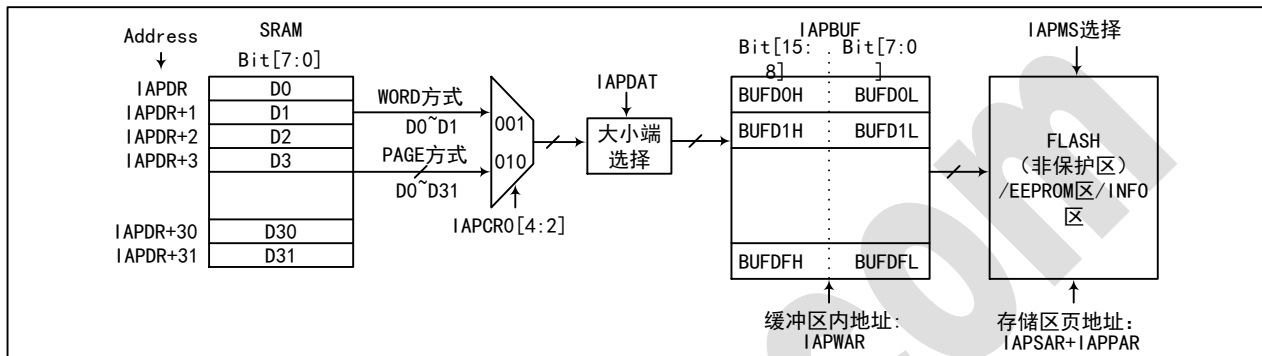 Address
SRAM
Bit[7:0]
IAPDR
D0
IAPDR+1
D1
IAPDR+2
D2
IAPDR+3
D3
IAPDR+30
D30
IAPDR+31
D31
WORD方式
D0~D1
PAGE方式
D0~D31
001
010
IAPCR0[4:2]
IAPDAT
大小端
选择
IAPBUF
Bit[15:
8]
Bit[7:0
]
BUFD0H
BUFD0L
BUFD1H
BUFD1L
BUFDFH
BUFDFL
缓冲区内地址:
IAPWAR
IAPMS选择
FLASH
(非保护区)
/EEPROM区/INFO
区
存储区页地址:
IAPSAR+IAPPAR
com